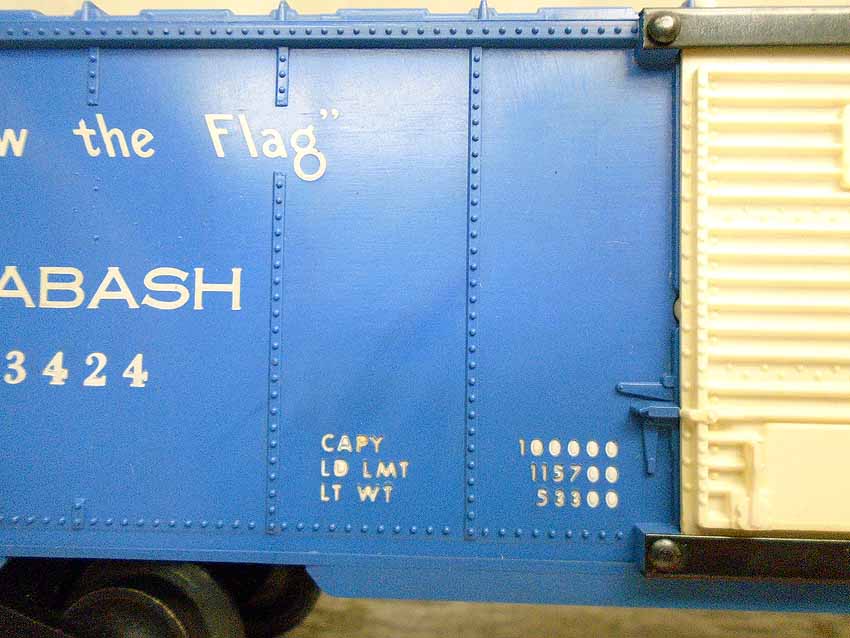 w the Flag”
ABASH
3424
CAPY 100000
LD LMT 115700
LT WT 53300